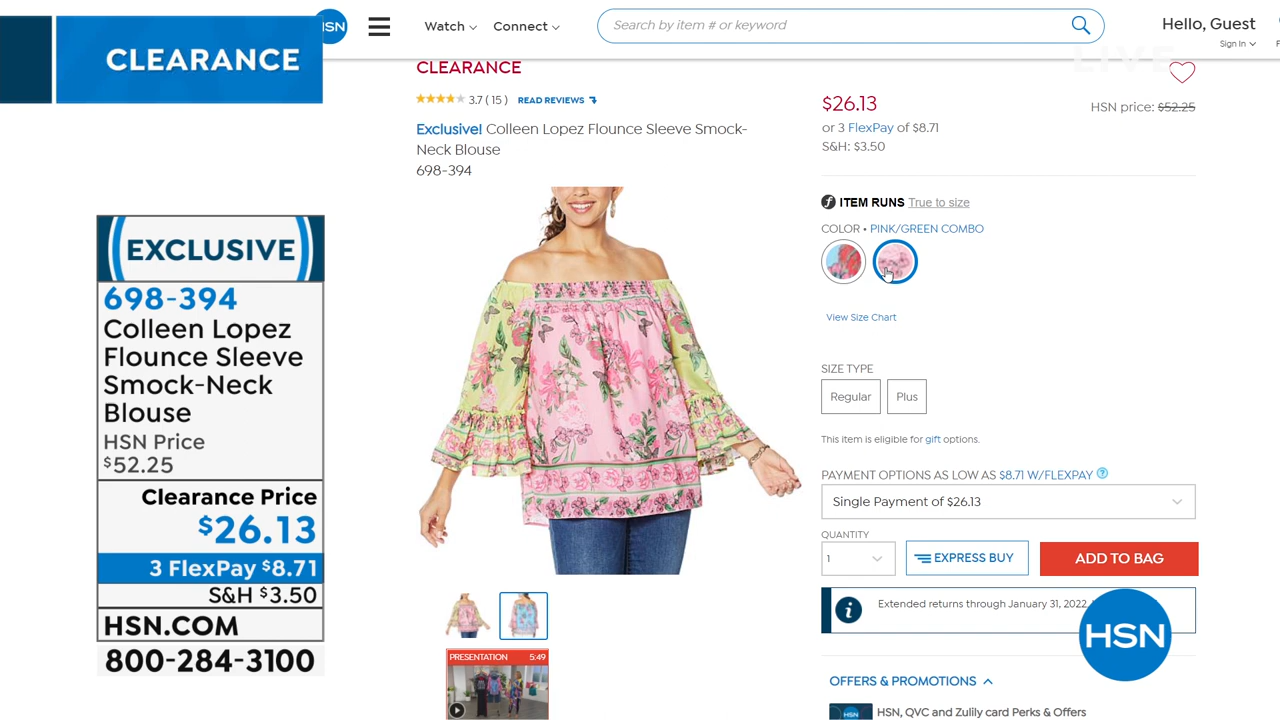 CLEARANCE
HSN
Watch
Connect
Search by item # or keyword
Hello, Guest
Sign In
LIVE
CLEARANCE
3.7 ( 15 ) READ REVIEWS
Exclusive! Colleen Lopez Flounce Sleeve Smock-
Neck Blouse
698-394
$26.13
HSN price: $52.25
or 3 FlexPay of $8.71
S&H: $3.50
ITEM RUNS True to size
COLOR • PINK/GREEN COMBO
View Size Chart
SIZE TYPE
Regular
Plus
This item is eligible for gift options.
PAYMENT OPTIONS AS LOW AS $8.71 W/FLEXPAY ?
Single Payment of $26.13
QUANTITY
1
EXPRESS BUY
ADD TO BAG
Extended returns through January 31, 2022.
HSN
OFFERS & PROMOTIONS
HSN
HSN, QVC and Zulily card Perks & Offers
PRESENTATION 5:49
EXCLUSIVE
698-394
Colleen Lopez
Flounce Sleeve
Smock-Neck
Blouse
HSN Price
$52.25
Clearance Price
$26.13
3 FlexPay $8.71
S&H $3.50
HSN.COM
800-284-3100